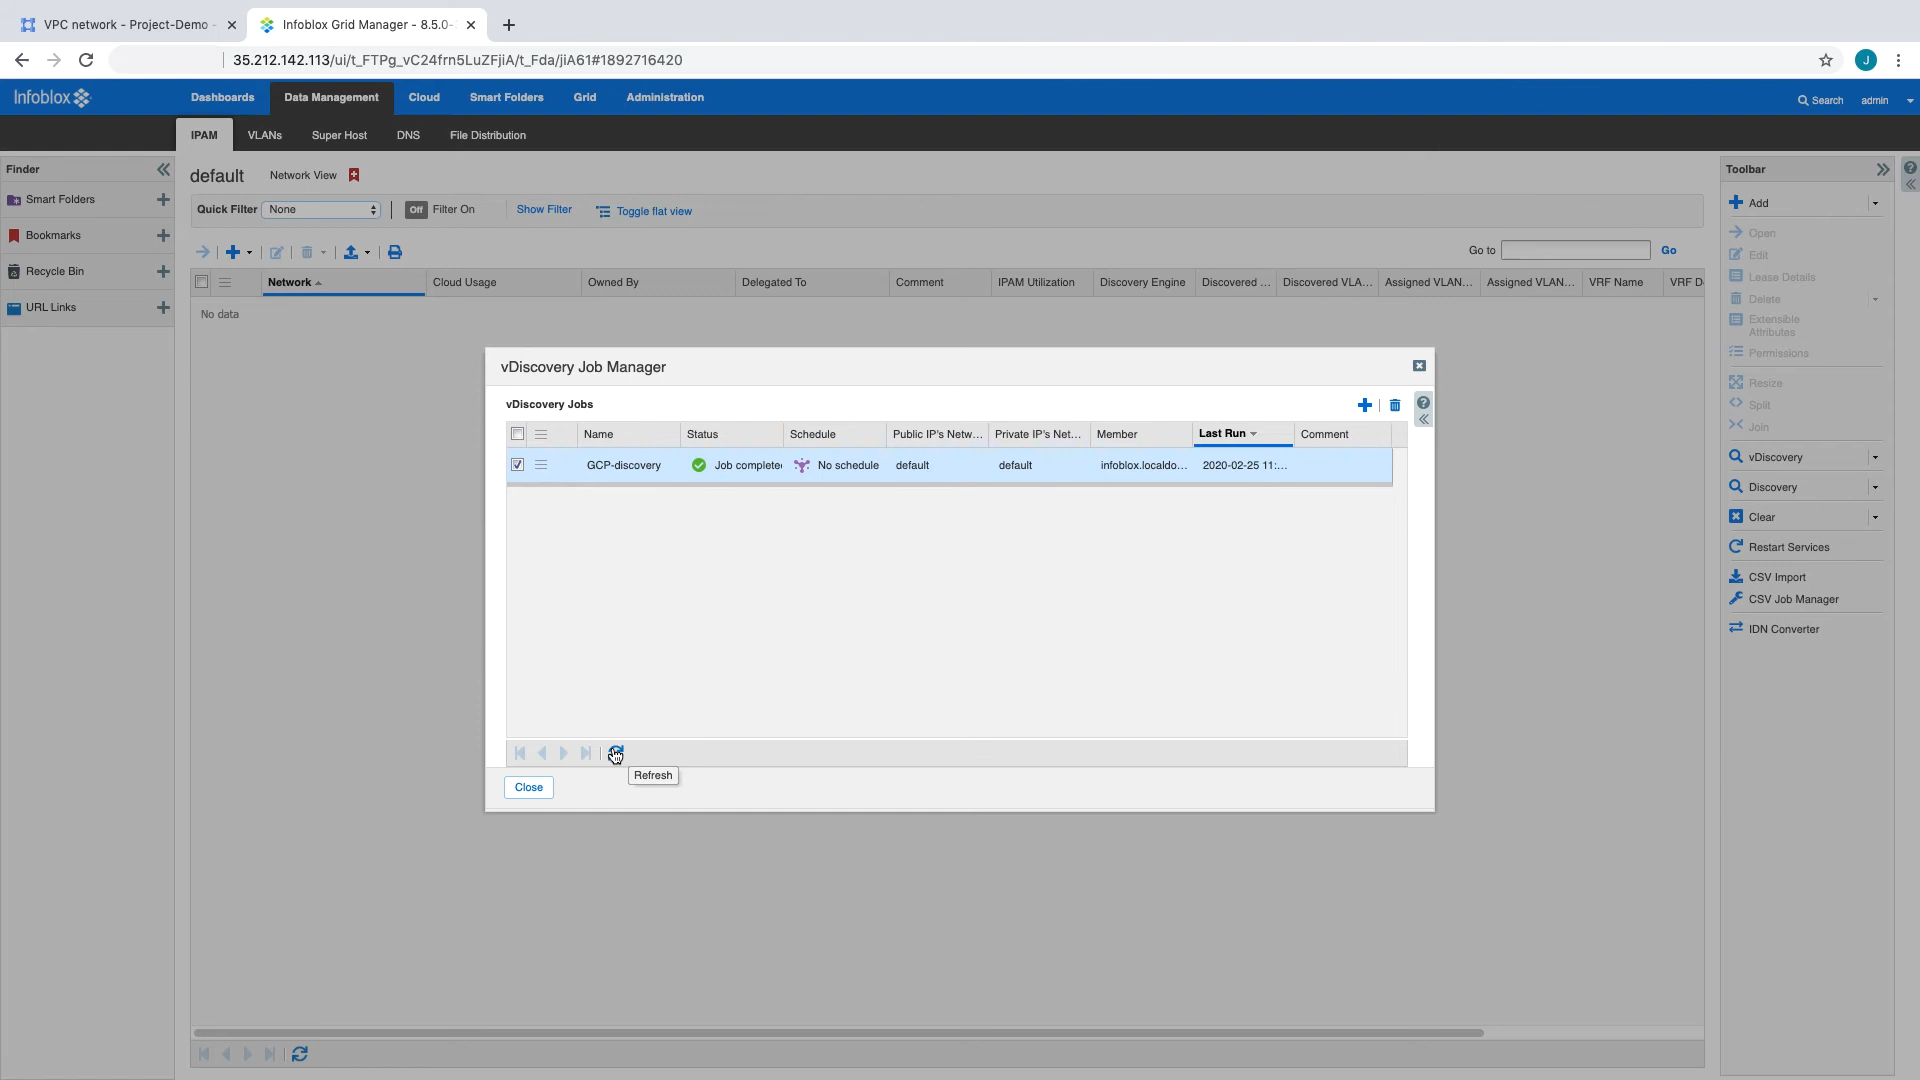 VPC network - Project-Demo -
Infoblox Grid Manager - 8.5.0-
35.212.142.113/ui/t_FTPg_vC24frn5LuZFjiA/t_Fda/jiA61#1892716420
J
Infoblox
Dashboards
Data Management
Cloud
Smart Folders
Grid
Administration
Search
admin
IPAM
VLANs
Super Host
DNS
File Distribution
Finder
Smart Folders
Bookmarks
Recycle Bin
URL Links
default
Network View
Quick Filter
None
Off
Filter On
Show Filter
Toggle flat view
Go to
Go
Network
Cloud Usage
Owned By
Delegated To
Comment
IPAM Utilization
Discovery Engine
Discovered ...
Discovered VLA...
Assigned VLAN...
Assigned VLAN...
VRF Name
VRF D
No data
vDiscovery Job Manager
vDiscovery Jobs
Name
Status
Schedule
Public IP's Netw...
Private IP's Net...
Member
Last Run
Comment
GCP-discovery
Job complete
No schedule
default
default
infoblox.localdo...
2020-02-25 11:...
Refresh
Close
Toolbar
Add
Open
Edit
Lease Details
Delete
Extensible
Attributes
Permissions
Resize
Split
Join
vDiscovery
Discovery
Clear
Restart Services
CSV Import
CSV Job Manager
IDN Converter